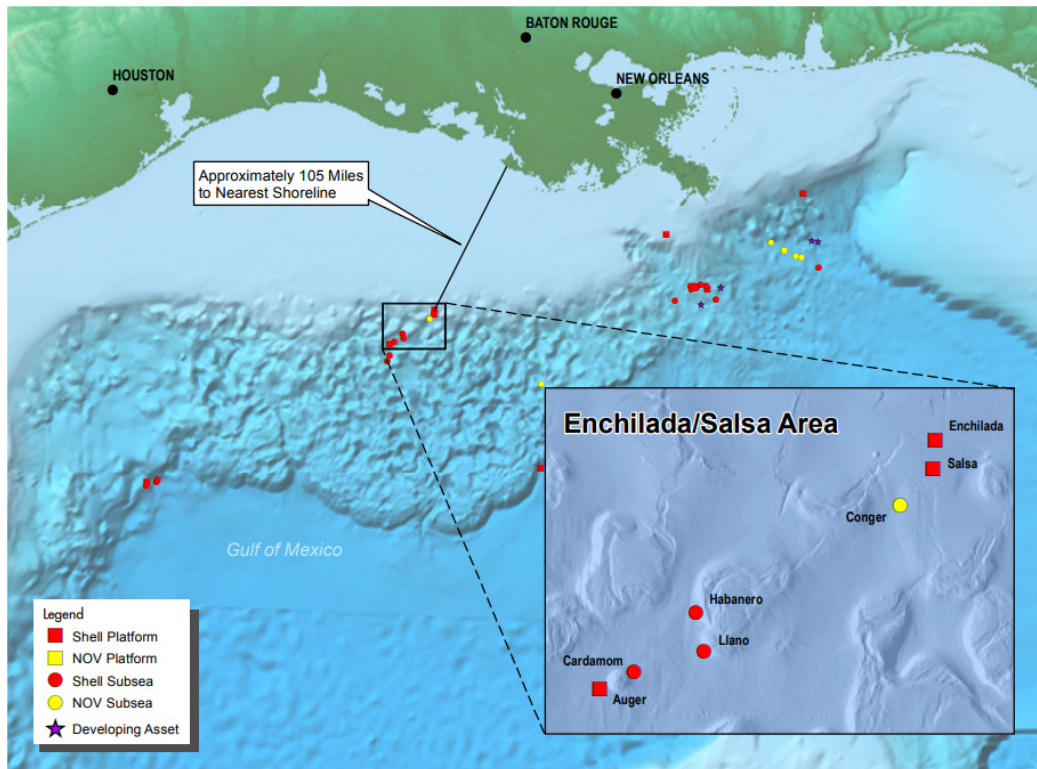 BATON ROUGE
HOUSTON
NEW ORLEANS
Approximately 105 Miles
to Nearest Shoreline
Enchilada/Salsa Area
Enchilada
Salsa
Conger
Habanero
Llano
Cardamom
Auger
Gulf of Mexico
Legend
Shell Platform
NOV Platform
Shell Subsea
NOV Subsea
Developing Asset